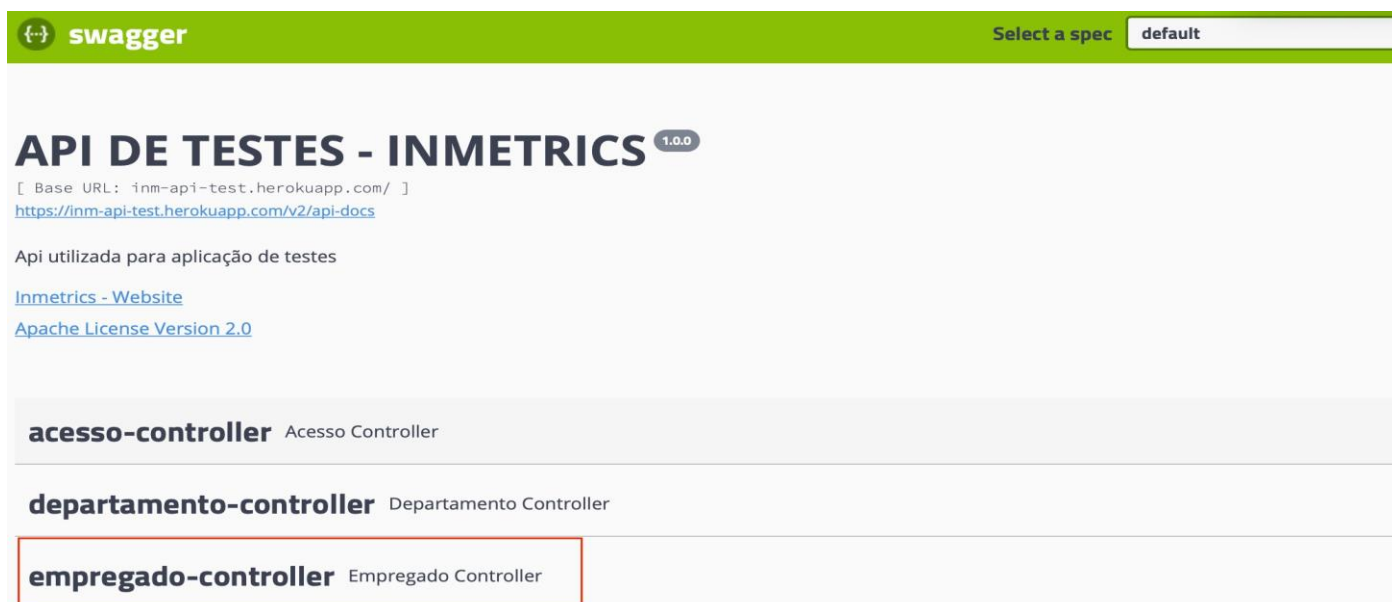 {···} swagger Select a spec default
API DE TESTES - INMETRICS 1.0.0
[ Base URL: inm-api-test.herokuapp.com/ ]
https://inm-api-test.herokuapp.com/v2/api-docs
Api utilizada para aplicação de testes
Inmetrics - Website
Apache License Version 2.0
acesso-controller Acesso Controller
departamento-controller Departamento Controller
empregado-controller Empregado Controller